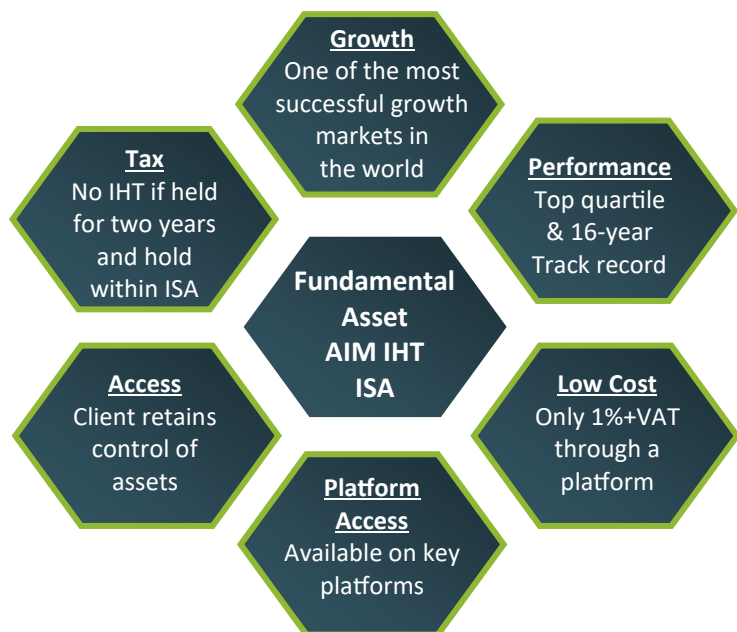 Growth
One of the most
successful growth
markets in
the world
Tax
No IHT if held
for two years
and hold
within ISA
Performance
Top quartile
& 16-year
Track record
Fundamental
Asset
AIM IHT
ISA
Access
Client retains
control of
assets
Low Cost
Only 1%+VAT
through a
platform
Platform
Access
Available on key
platforms